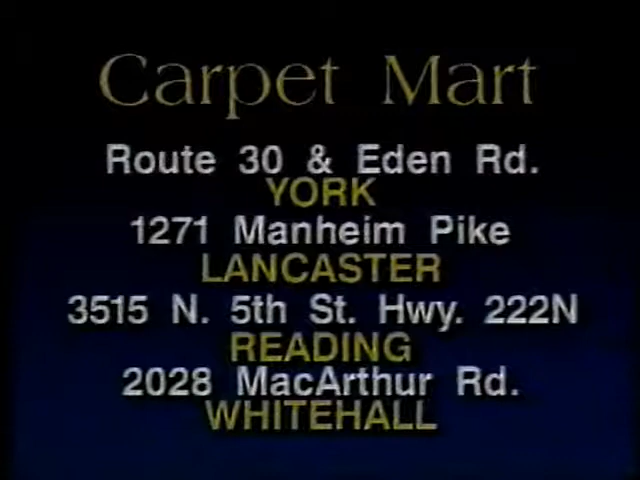 Carpet Mart
Route 30 & Eden Rd.
YORK
1271 Manheim Pike
LANCASTER
3515 N. 5th St. Hwy. 222N
READING
2028 MacArthur Rd.
WHITEHALL